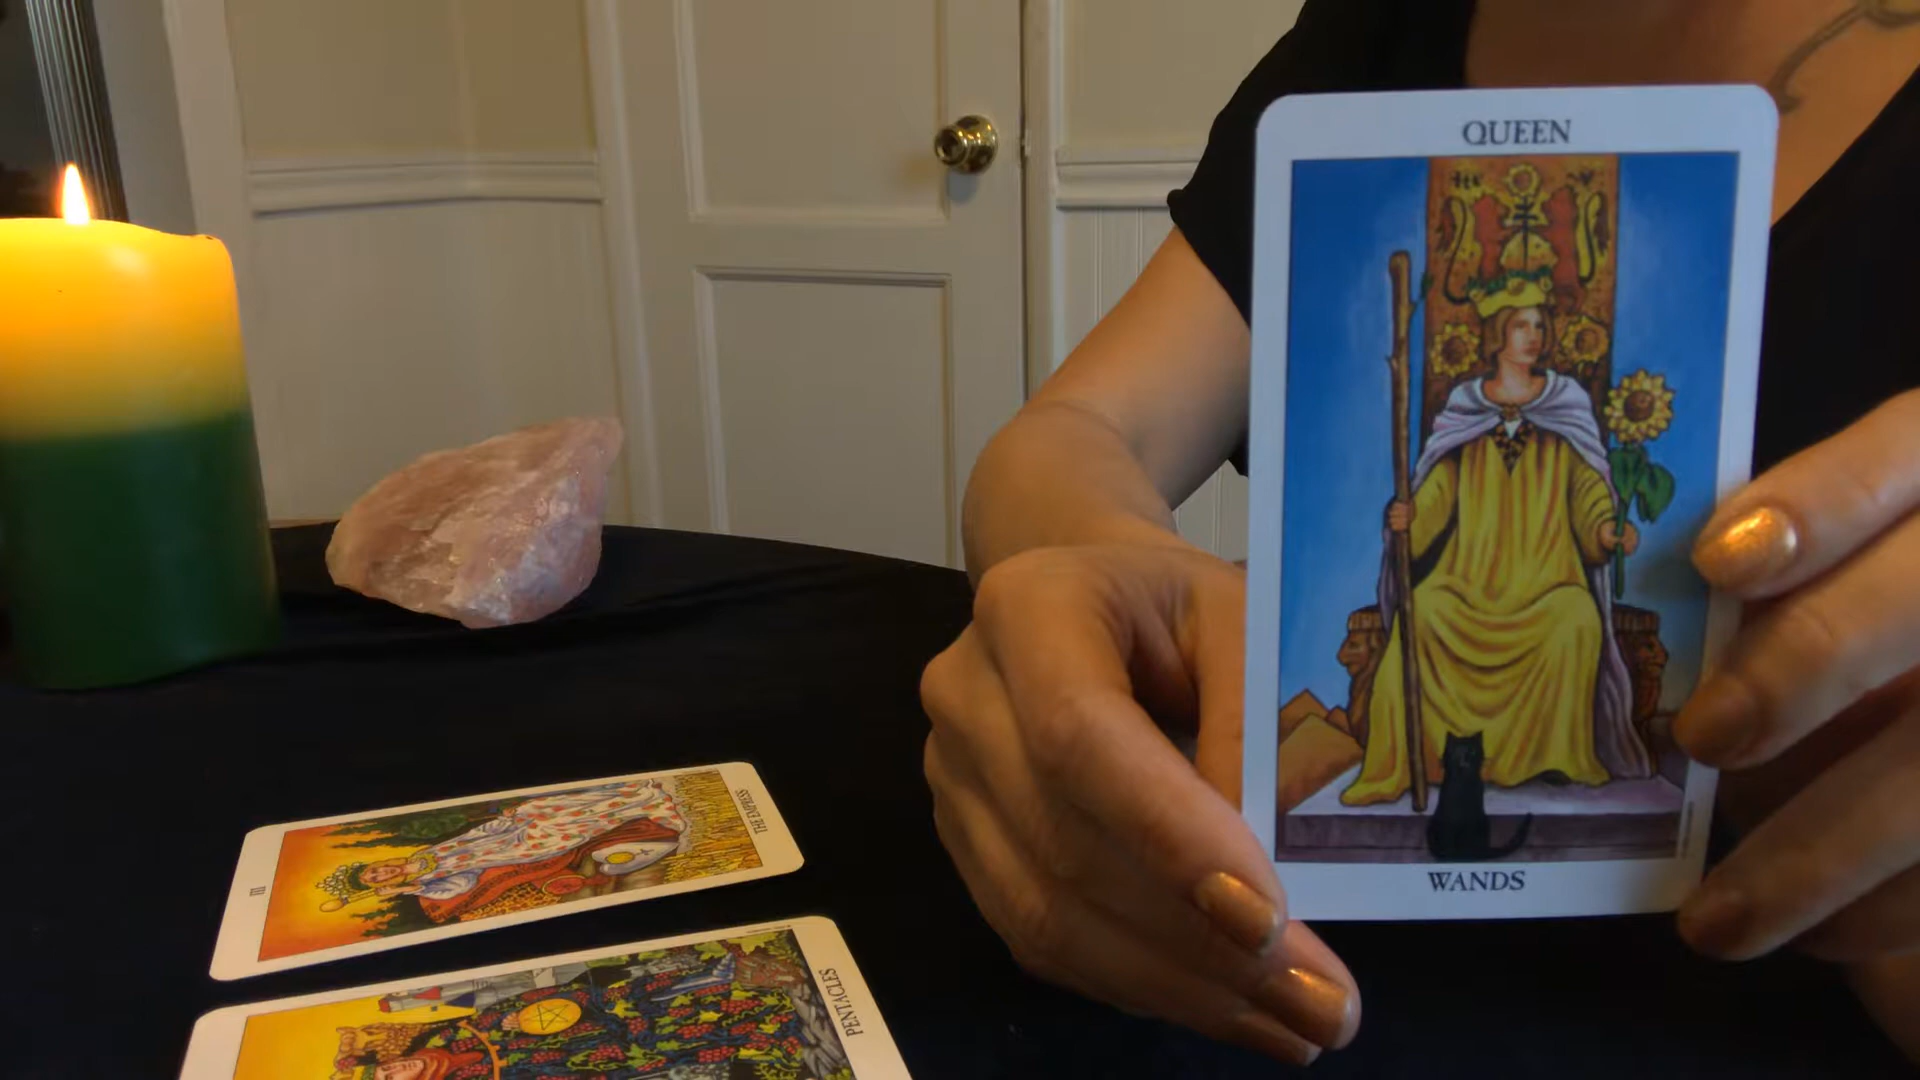 QUEEN
WANDS
THE EMPRESS
III
PENTACLES